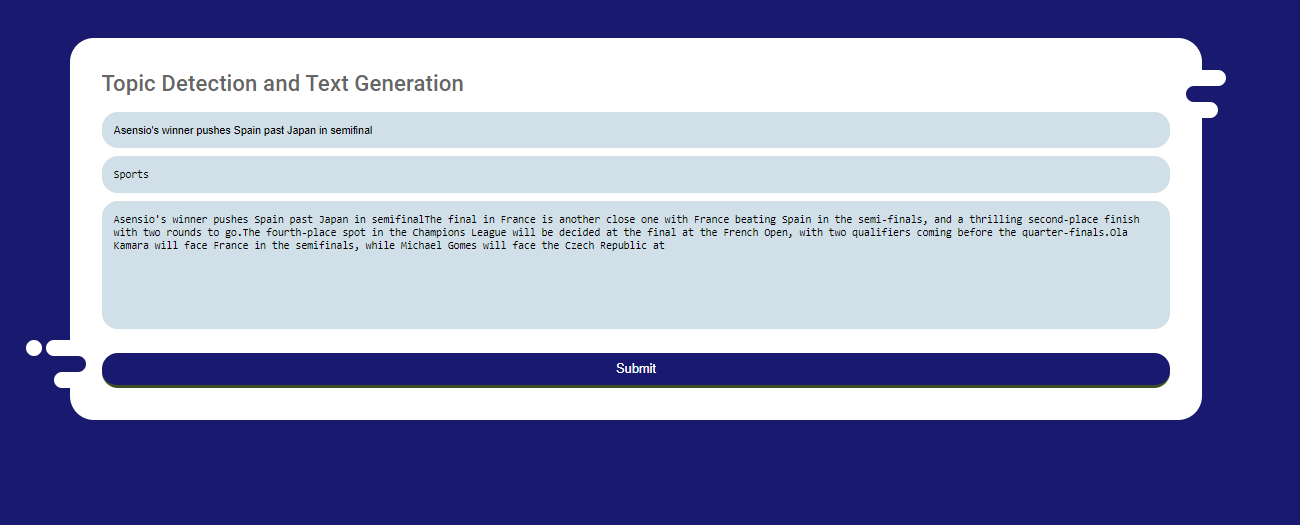 Topic Detection and Text Generation
Asensio's winner pushes Spain past Japan in semifinal
Sports
Asensio's winner pushes Spain past Japan in semifinalThe final in France is another close one with France beating Spain in the semi-finals, and a thrilling second-place finish
with two rounds to go.The fourth-place spot in the Champions League will be decided at the final at the French Open, with two qualifiers coming before the quarter-finals.Ola
Kamara will face France in the semifinals, while Michael Gomes will face the Czech Republic at
Submit